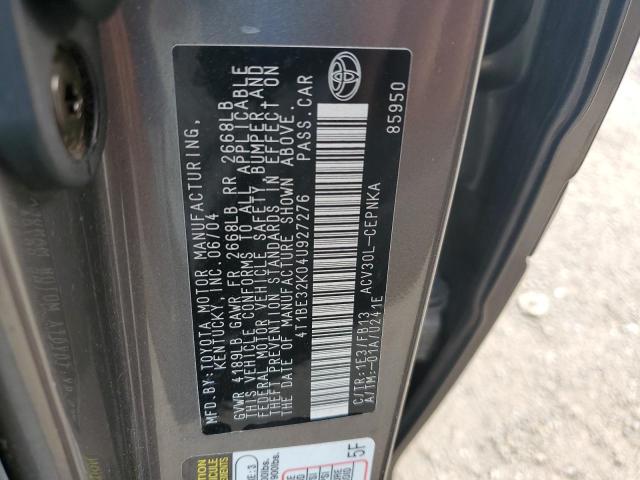 MFD.BY:TOYOTA MOTOR MANUFACTURING,
KENTUCKY, INC.06/04
GVWR 4189LB GAWR FR 2668LB RR 2668LB
THIS VEHICLE CONFORMS TO ALL APPLICABLE
FEDERAL MOTOR VEHICLE SAFETY BUMPER,AND
THEFT PREVENTION STANDARDS IN EFFECT ON
THE DATE OF MANUFACTURE SHOWN ABOVE.
4T1BE32K04U927276 PASS.CAR
C/TR:1E3/FB13 ACV30L-CEPNKA
A/TM:-01A/U241E
85950
5F